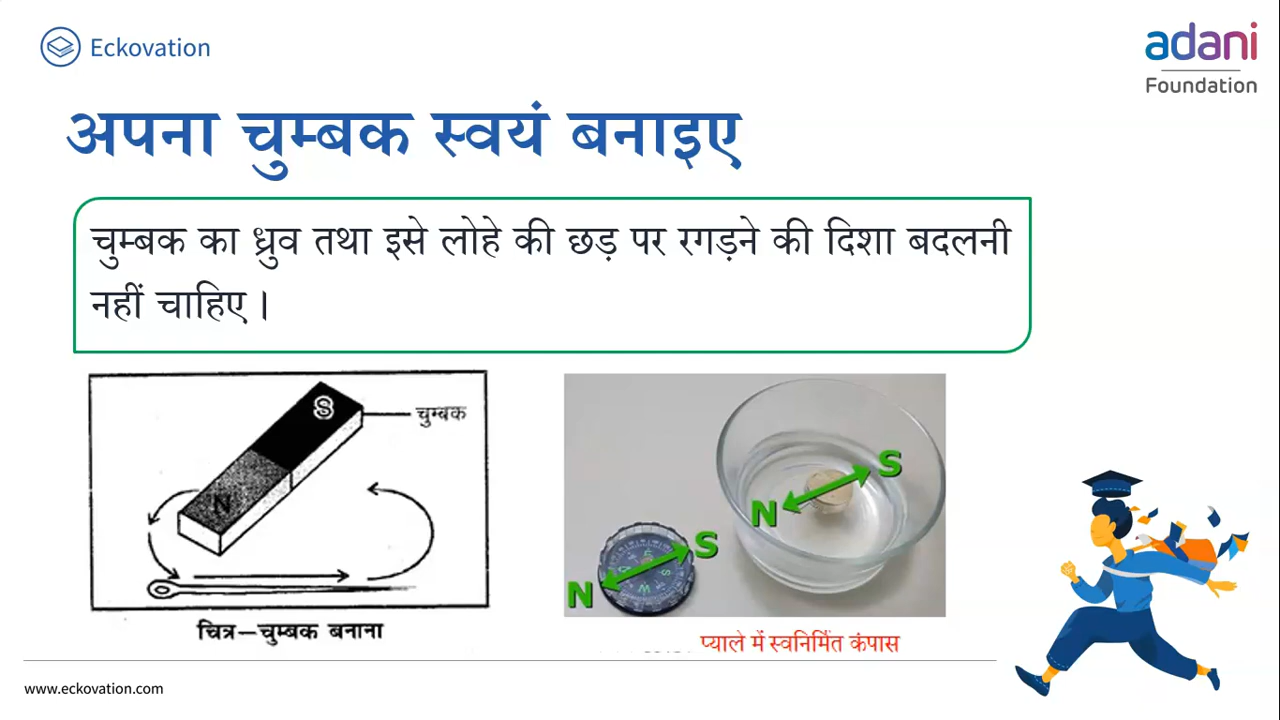 Eckovation
adani
Foundation
अपना चुम्बक स्वयं बनाइए
चुम्बक का ध्रुव तथा इसे लोहे की छड़ पर रगड़ने की दिशा बदलनी
नहीं चाहिए।
S
चुम्बक
N
चित्र–चुम्बक बनाना
S
N
S
N
प्याले में स्वनिर्मित कंपास
www.eckovation.com